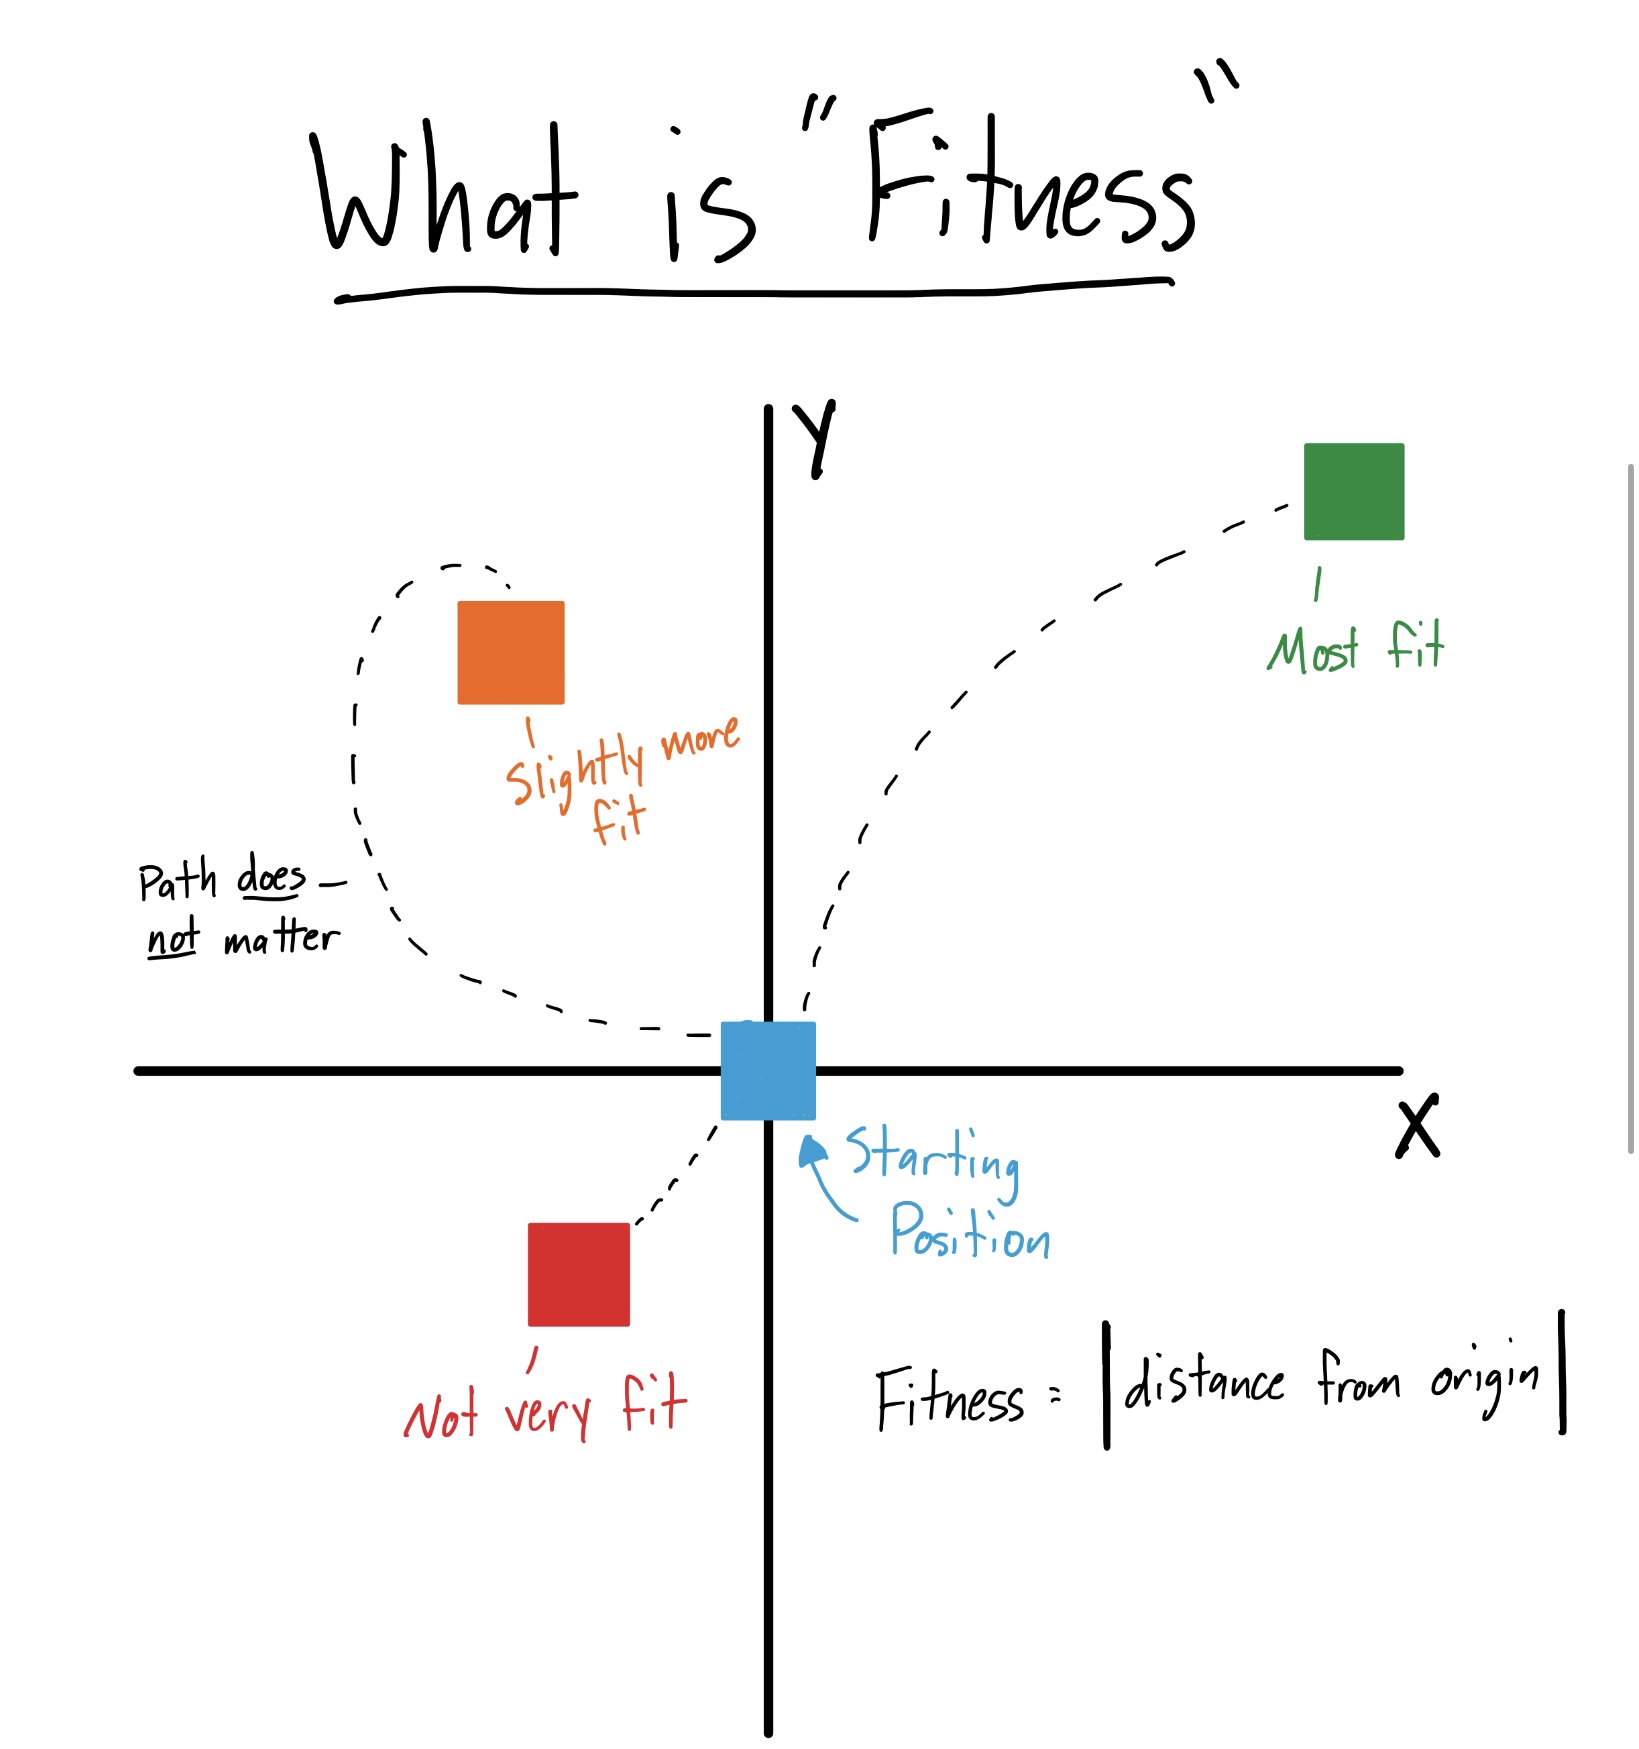 What is "Fitness"
Y
Most fit
Slightly more
fit
Path does
not matter
X
Starting
Position
Not very fit
Fitness = |distance from origin|